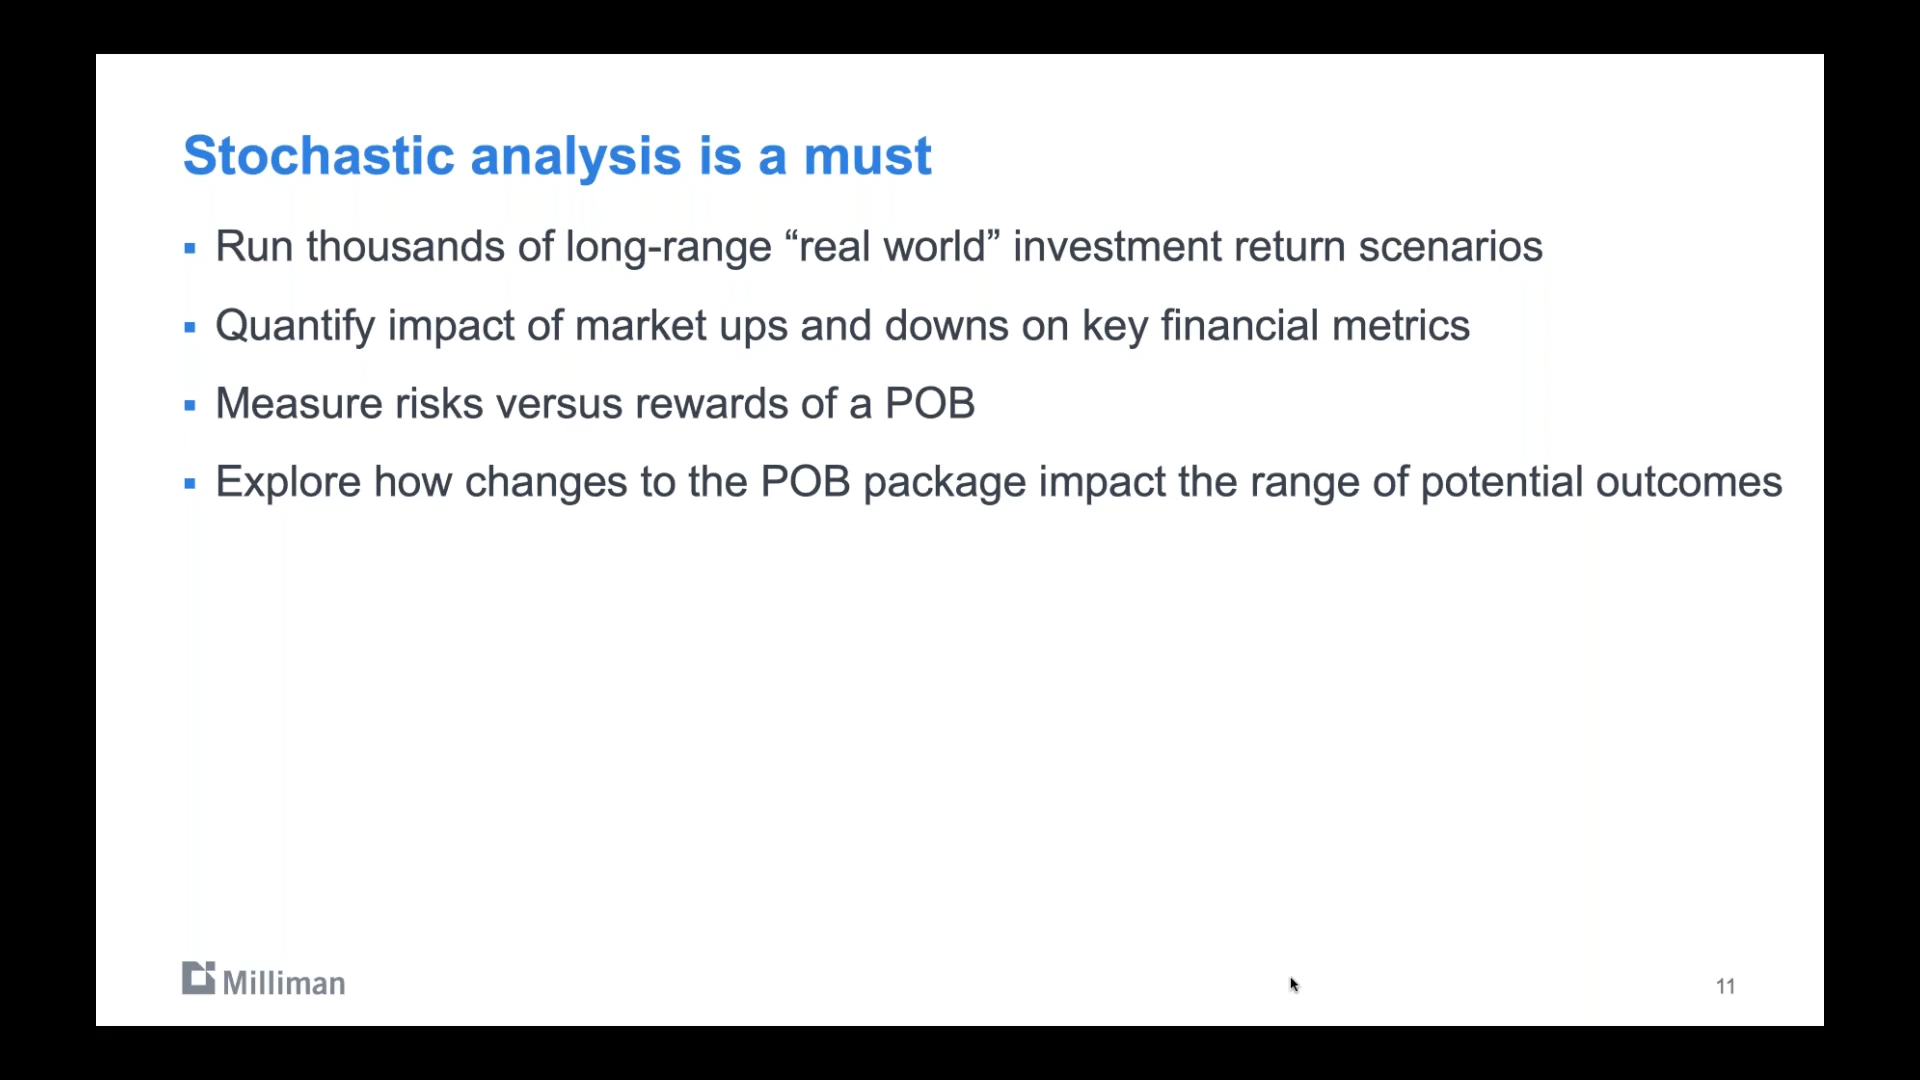 Stochastic analysis is a must
▪ Run thousands of long-range “real world” investment return scenarios
▪ Quantify impact of market ups and downs on key financial metrics
▪ Measure risks versus rewards of a POB
▪ Explore how changes to the POB package impact the range of potential outcomes
Milliman
11